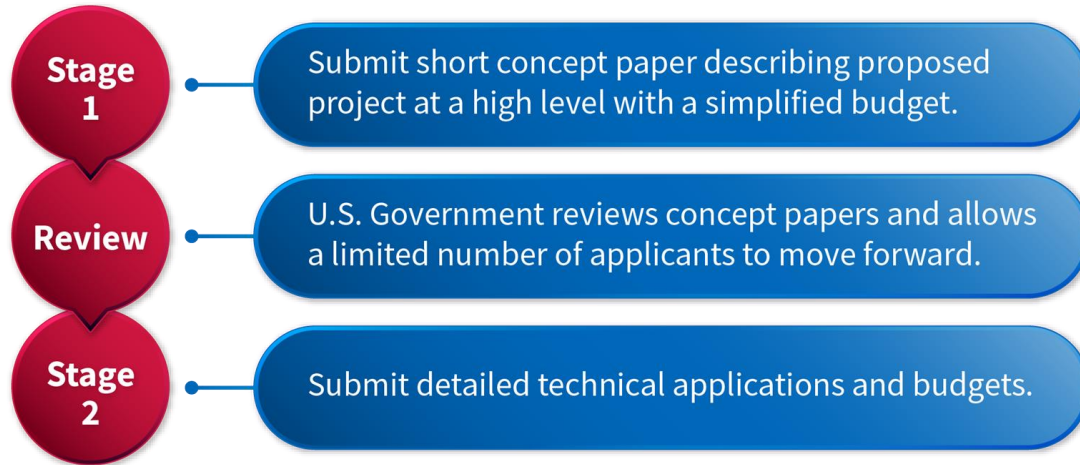 Stage
1
Submit short concept paper describing proposed
project at a high level with a simplified budget.
Review
U.S. Government reviews concept papers and allows
a limited number of applicants to move forward.
Stage
2
Submit detailed technical applications and budgets.